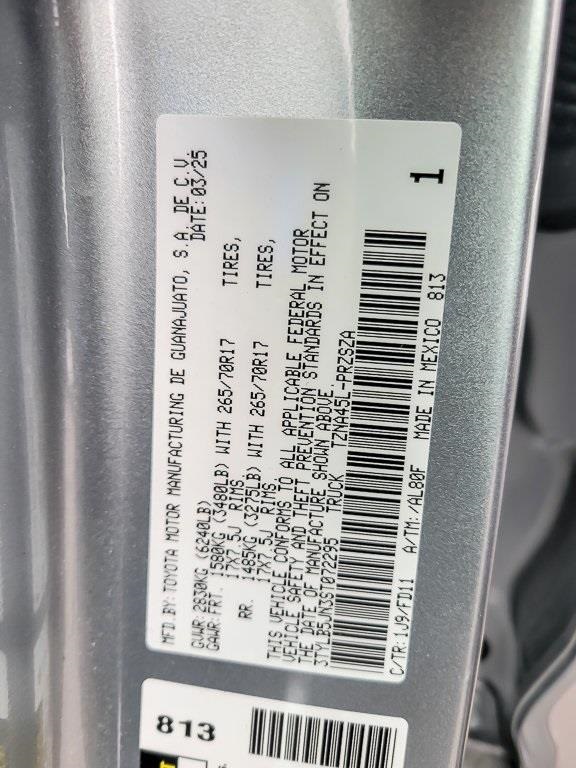 MFD.BY:TOYOTA MOTOR MANUFACTURING DE GUANAJUATO, S.A. DE C.V.
DATE:03/25
GVWR:2830KG (6240LB)
GAWR:FRT. 1580KG (3480LB) WITH 265/70R17 TIRES,
17X7.5J RIMS,
RR. 1485KG (3275LB) WITH 265/70R17 TIRES,
17X7.5J RIMS
THIS VEHICLE CONFORMS TO ALL APPLICABLE FEDERAL MOTOR
VEHICLE SAFETY AND THEFT PREVENTION STANDARDS IN EFFECT ON
THE DATE OF MANUFACTURE SHOWN ABOVE.
3TYLB5JN3ST072295 TRUCK TZNA45L-PRZSZA
C/TR:1J9/FD11 A/TM:-/AL80F MADE IN MEXICO 813
1
813